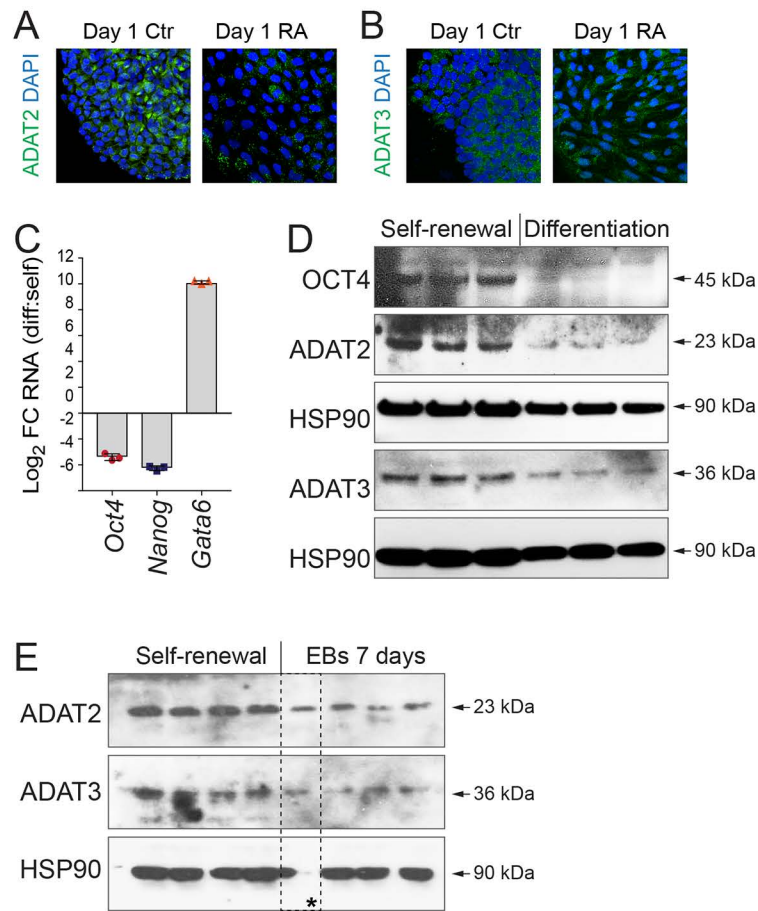 A
Day 1 Ctr
Day 1 RA
ADAT2 DAPI
B
Day 1 Ctr
Day 1 RA
ADAT3 DAPI
C
Log2 FC RNA (diff:self)
12
10
8
6
4
2
0
-2
-4
-6
Oct4
Nanog
Gata6
D
Self-renewal
Differentiation
OCT4
45 kDa
ADAT2
23 kDa
HSP90
90 kDa
ADAT3
36 kDa
HSP90
90 kDa
E
Self-renewal
EBs 7 days
ADAT2
23 kDa
ADAT3
36 kDa
HSP90
90 kDa
*